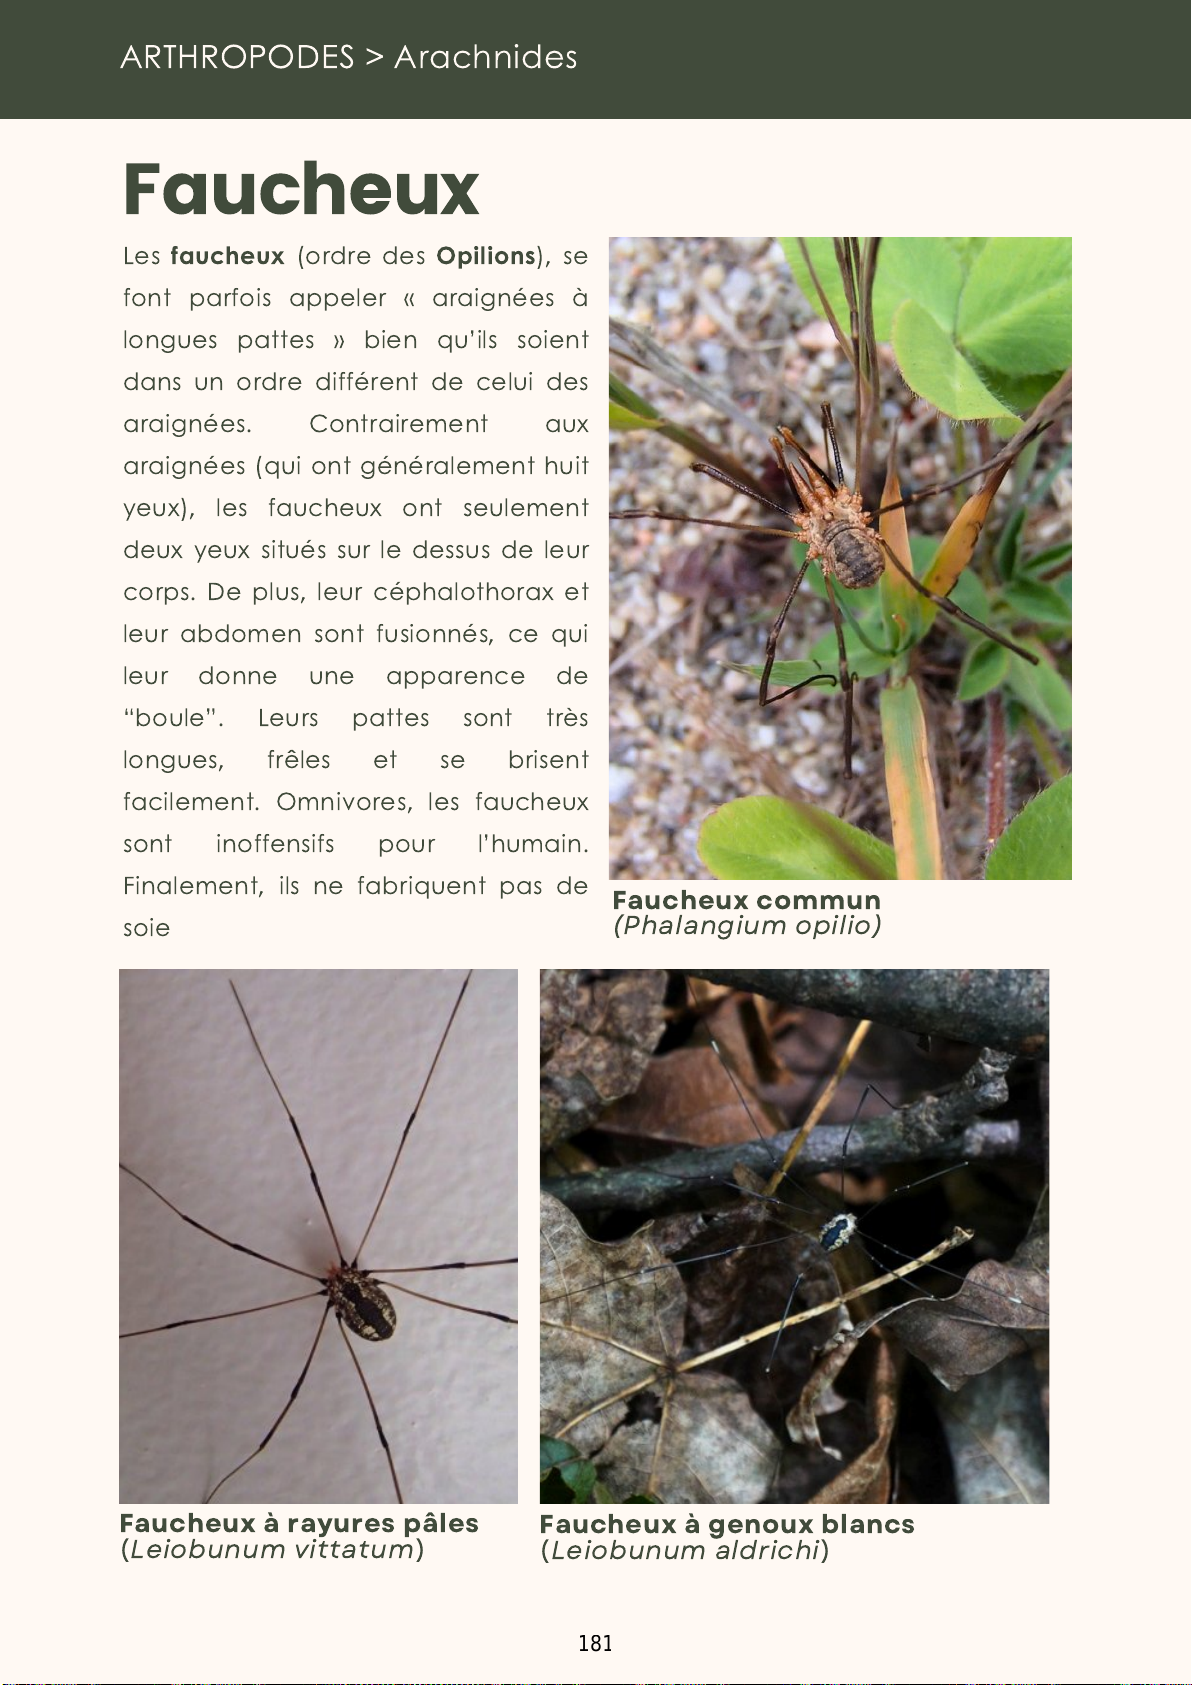 ARTHROPODES > Arachnides
Faucheux
Les faucheux (ordre des Opilions), se
font parfois appeler « araignées à
longues pattes » bien qu’ils soient
dans un ordre différent de celui des
araignées. Contrairement aux
araignées (qui ont généralement huit
yeux), les faucheux ont seulement
deux yeux situés sur le dessus de leur
corps. De plus, leur céphalothorax et
leur abdomen sont fusionnés, ce qui
leur donne une apparence de
“boule”. Leurs pattes sont très
longues, frêles et se brisent
facilement. Omnivores, les faucheux
sont inoffensifs pour l’humain.
Finalement, ils ne fabriquent pas de
soie
Faucheux commun
(Phalangium opilio)
Faucheux à rayures pâles
(Leiobunum vittatum)
Faucheux à genoux blancs
(Leiobunum aldrichi)
181